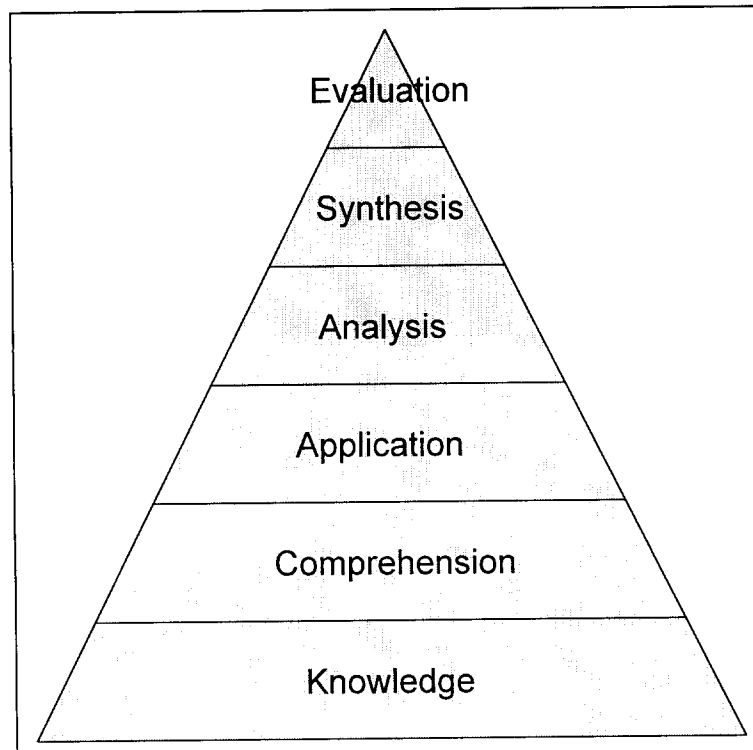 Evaluation
Synthesis
Analysis
Application
Comprehension
Knowledge